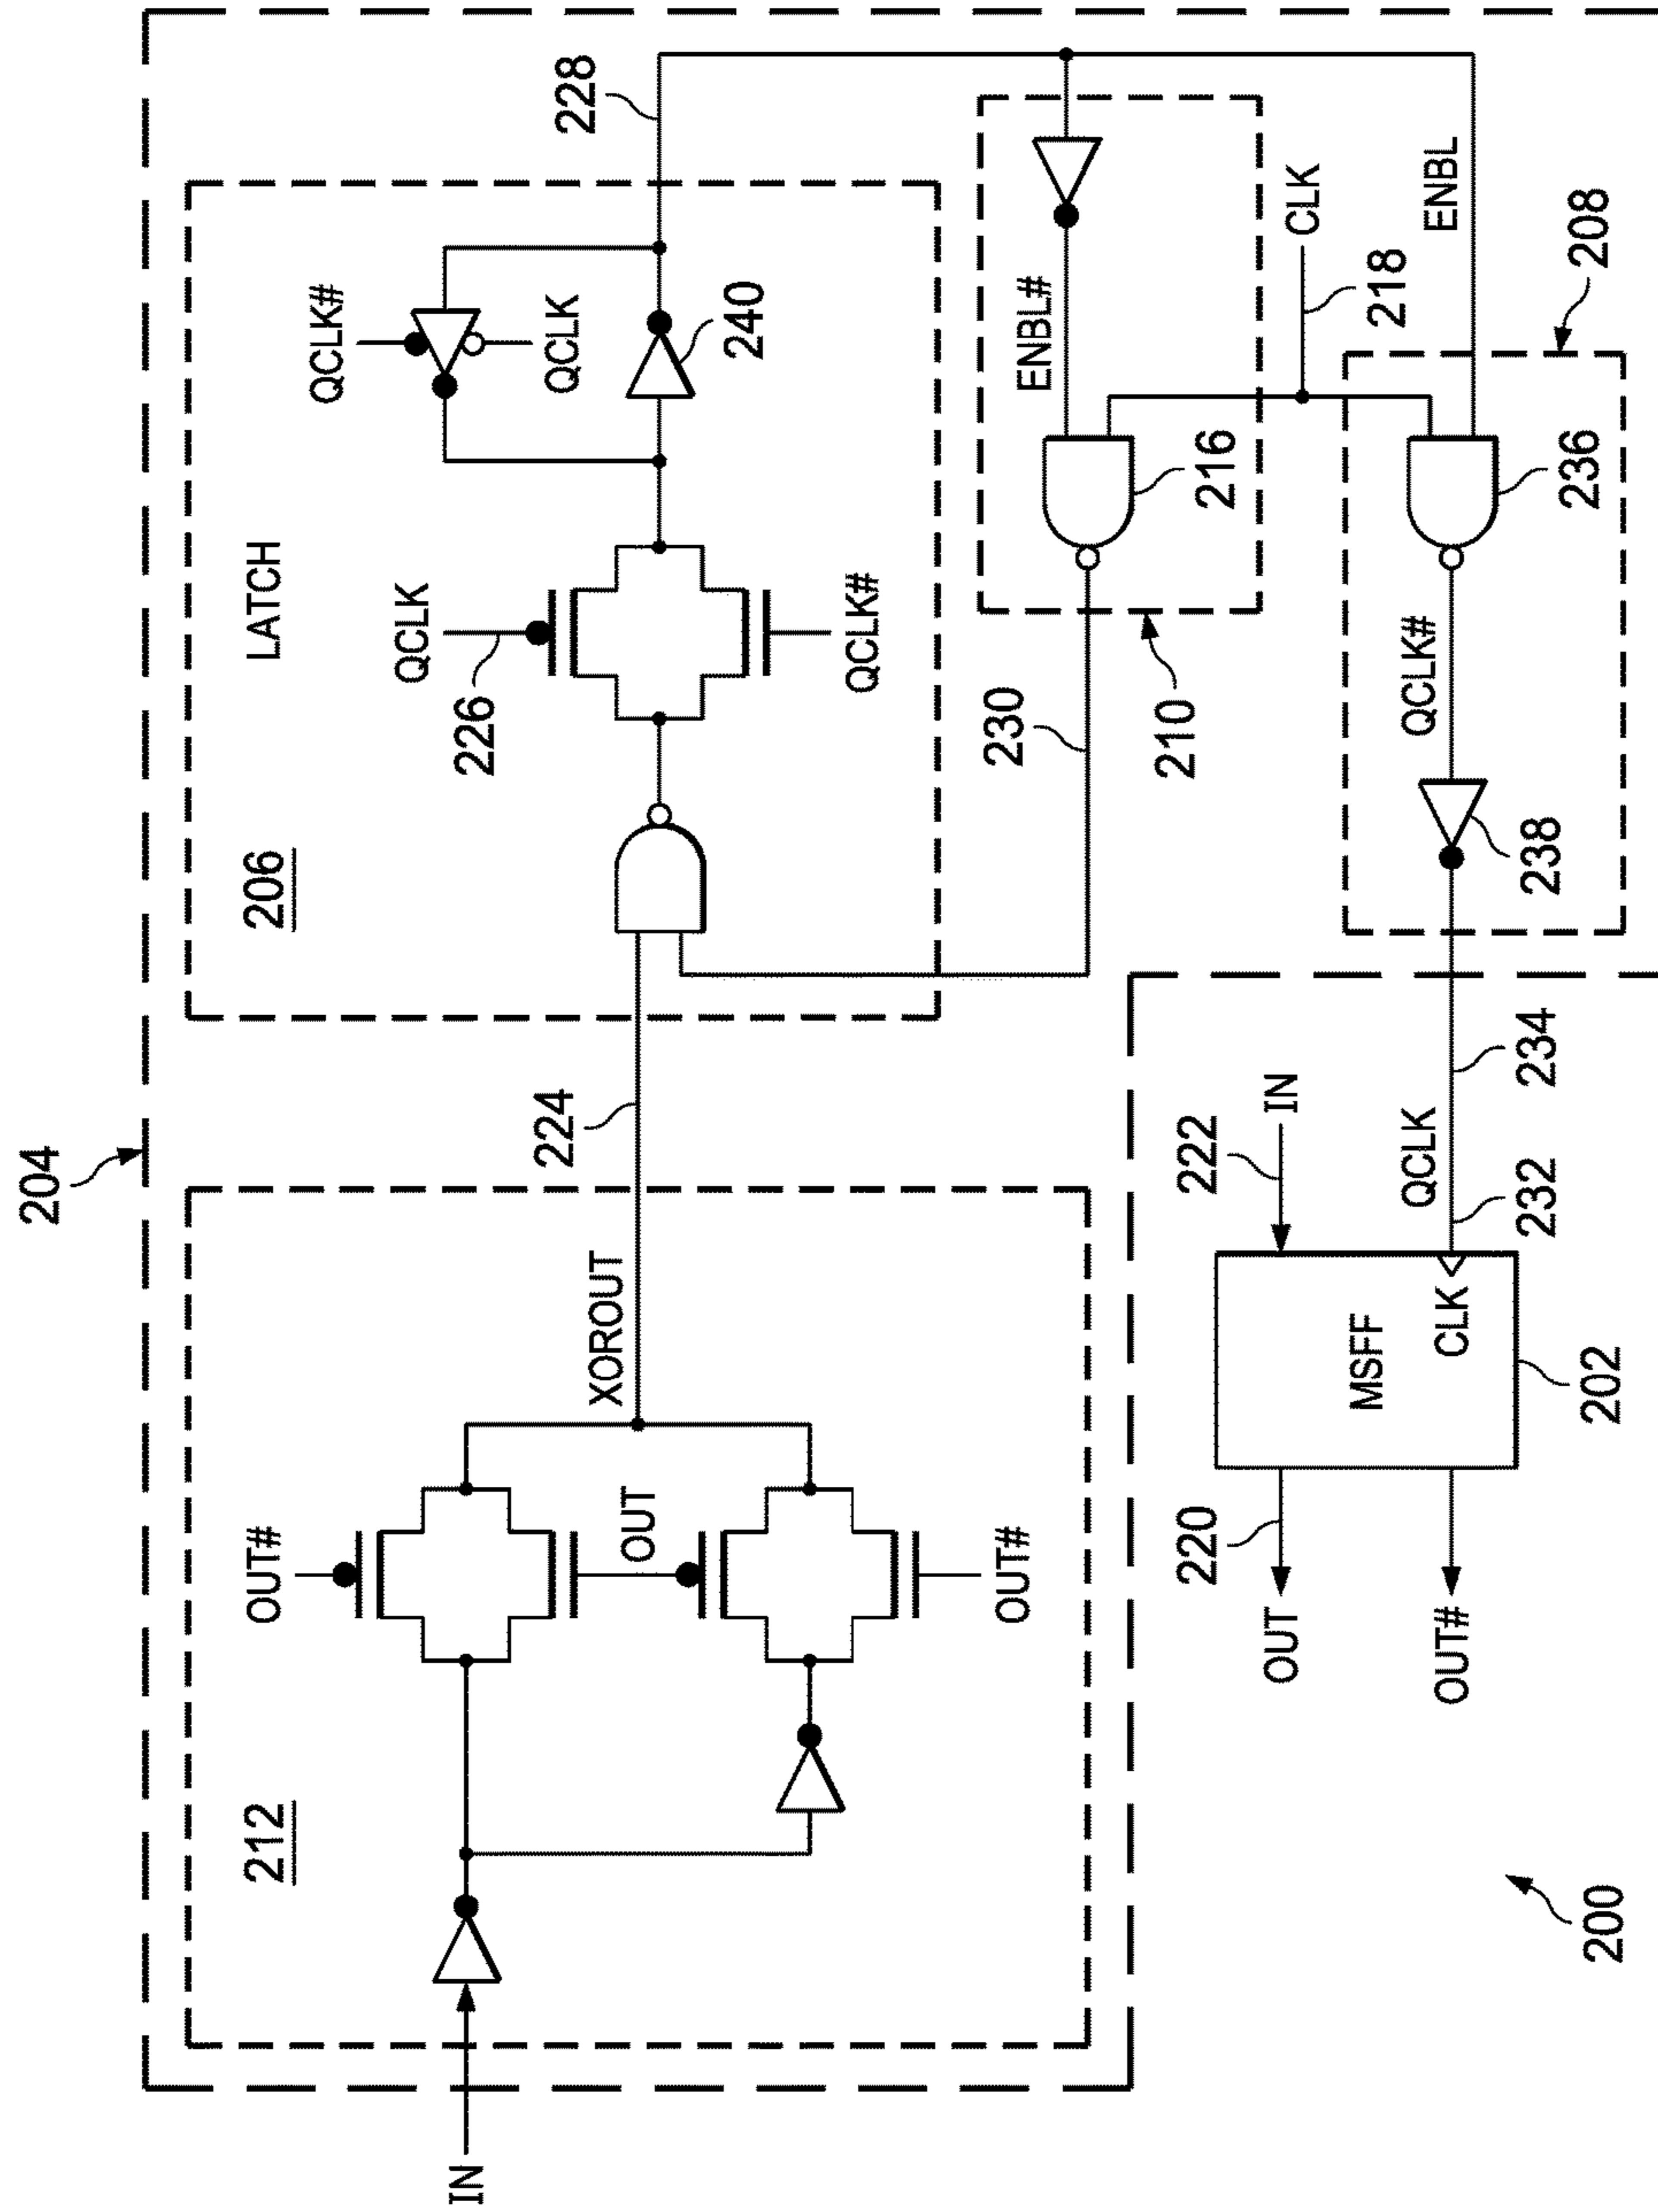 204
212
IN
OUT#
OUT
OUT#
XOROUT
224
206
LATCH
QCLK
226
QCLK#
QCLK#
QCLK
240
228
230
210
ENBL#
216
CLK
218
ENBL
208
236
QCLK#
238
234
QCLK
232
222
IN
MSFF
CLK
202
220
OUT
OUT#
200